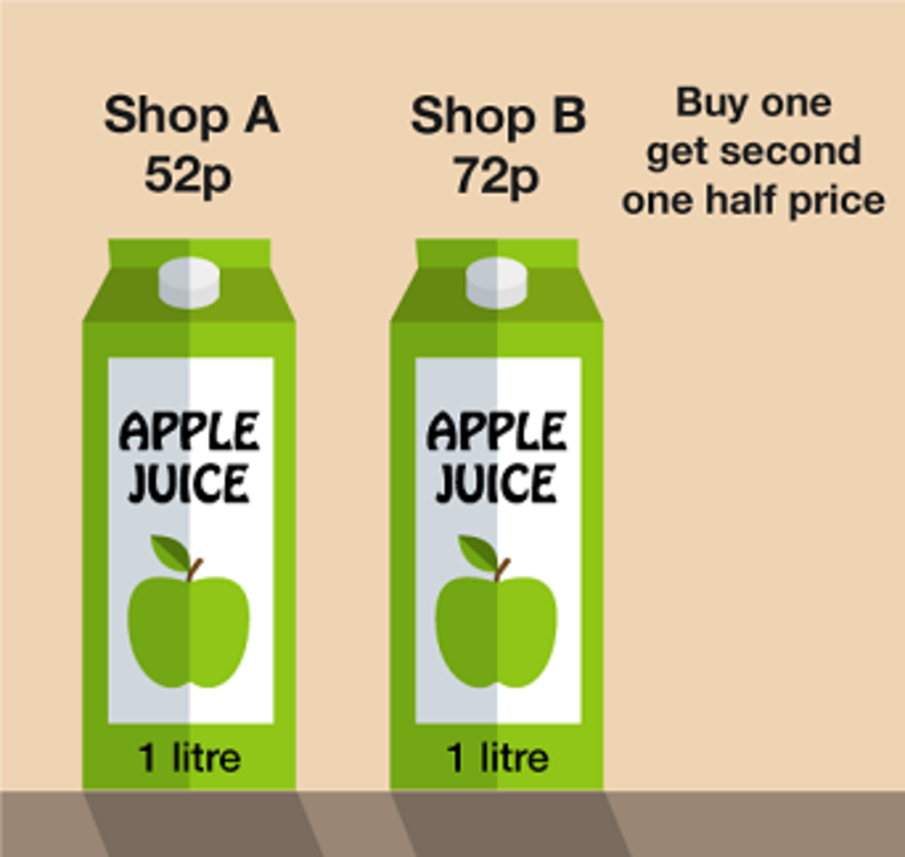 Shop A
52p
Shop B
72p
Buy one
get second
one half price
APPLE
JUICE
1 litre
APPLE
JUICE
1 litre